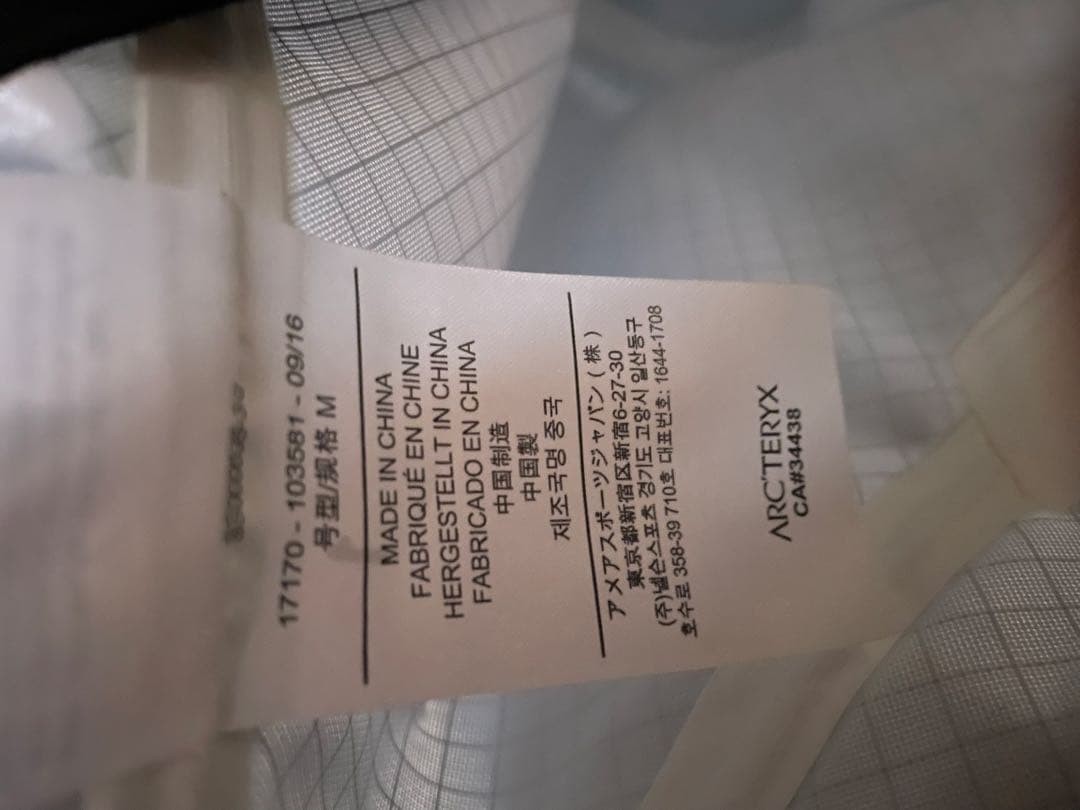 17170 - 103581 - 09/16
号型/规格 M
MADE IN CHINA
FABRIQUÉ EN CHINE
HERGESTELLT IN CHINA
FABRICADO EN CHINA
中国制造
中国製
제조국명 중국
アメアスポーツジャパン(株)
東京都新宿区新宿6-27-30
(주)넬슨스포츠 경기도 고양시 일산동구
호수로 358-39 710호 대표번호: 1644-1708
ARC'TERYX
CA#34438